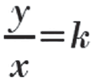 y/x = k